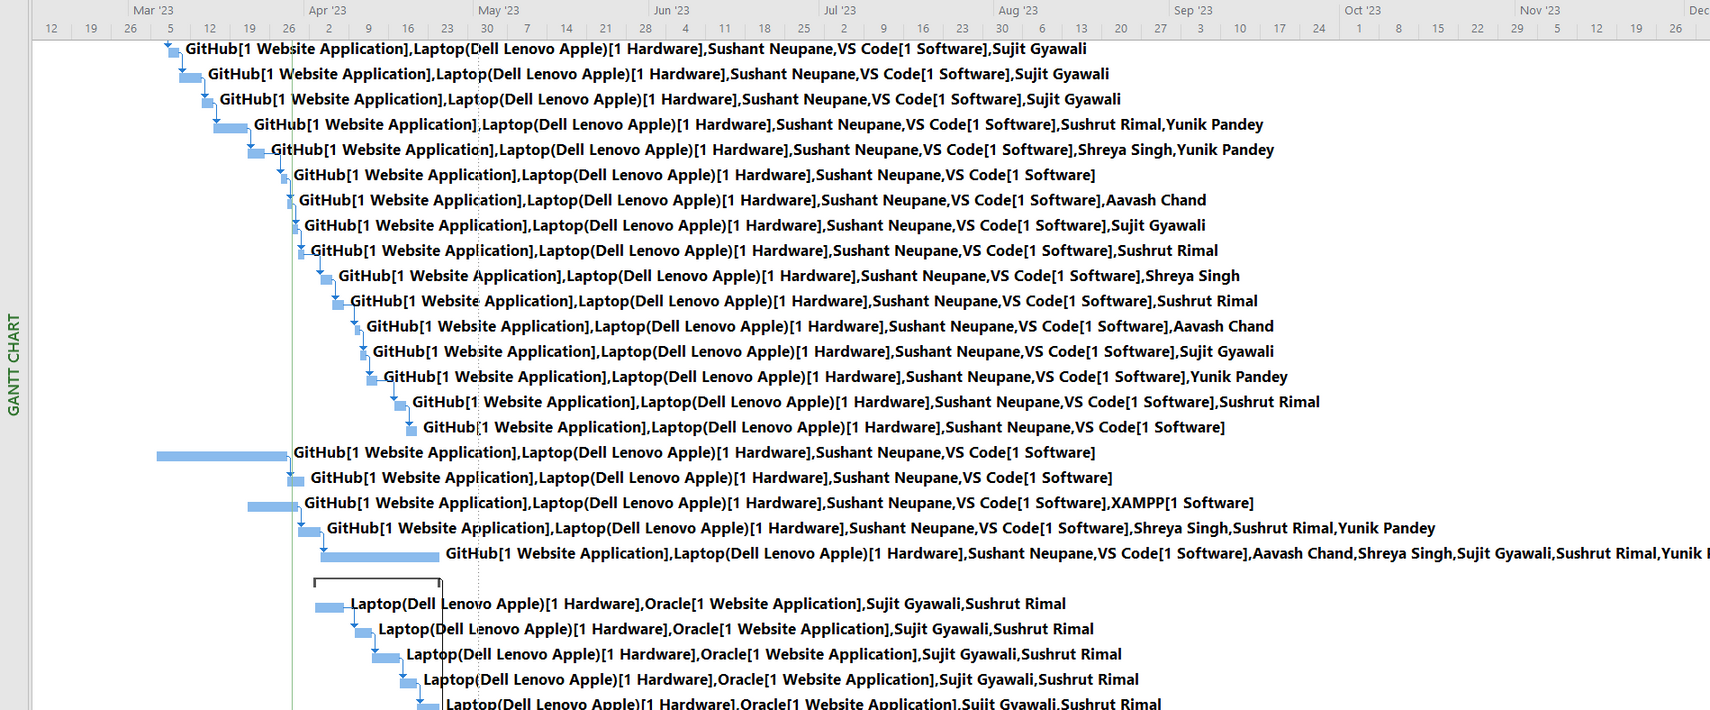 Mar '23 Apr '23 May '23 Jun '23 Jul '23 Aug '23 Sep '23 Oct '23 Nov '23 Dec
12 19 26 5 12 19 26 2 9 16 23 30 7 14 21 28 4 11 18 25 2 9 16 23 30 6 13 20 27 3 10 17 24 1 8 15 22 29 5 12 19 26
GitHub[1 Website Application],Laptop(Dell Lenovo Apple)[1 Hardware],Sushant Neupane,VS Code[1 Software],Sujit Gyawali
GitHub[1 Website Application],Laptop(Dell Lenovo Apple)[1 Hardware],Sushant Neupane,VS Code[1 Software],Sujit Gyawali
GitHub[1 Website Application],Laptop(Dell Lenovo Apple)[1 Hardware],Sushant Neupane,VS Code[1 Software],Sujit Gyawali
GitHub[1 Website Application],Laptop(Dell Lenovo Apple)[1 Hardware],Sushant Neupane,VS Code[1 Software],Sushrut Rimal,Yunik Pandey
GitHub[1 Website Application],Laptop(Dell Lenovo Apple)[1 Hardware],Sushant Neupane,VS Code[1 Software],Shreya Singh,Yunik Pandey
GitHub[1 Website Application],Laptop(Dell Lenovo Apple)[1 Hardware],Sushant Neupane,VS Code[1 Software]
GitHub[1 Website Application],Laptop(Dell Lenovo Apple)[1 Hardware],Sushant Neupane,VS Code[1 Software],Aavash Chand
GitHub[1 Website Application],Laptop(Dell Lenovo Apple)[1 Hardware],Sushant Neupane,VS Code[1 Software],Sujit Gyawali
GitHub[1 Website Application],Laptop(Dell Lenovo Apple)[1 Hardware],Sushant Neupane,VS Code[1 Software],Sushrut Rimal
GitHub[1 Website Application],Laptop(Dell Lenovo Apple)[1 Hardware],Sushant Neupane,VS Code[1 Software],Shreya Singh
GitHub[1 Website Application],Laptop(Dell Lenovo Apple)[1 Hardware],Sushant Neupane,VS Code[1 Software],Sushrut Rimal
GitHub[1 Website Application],Laptop(Dell Lenovo Apple)[1 Hardware],Sushant Neupane,VS Code[1 Software],Aavash Chand
GitHub[1 Website Application],Laptop(Dell Lenovo Apple)[1 Hardware],Sushant Neupane,VS Code[1 Software],Sujit Gyawali
GitHub[1 Website Application],Laptop(Dell Lenovo Apple)[1 Hardware],Sushant Neupane,VS Code[1 Software],Yunik Pandey
GitHub[1 Website Application],Laptop(Dell Lenovo Apple)[1 Hardware],Sushant Neupane,VS Code[1 Software],Sushrut Rimal
GitHub[1 Website Application],Laptop(Dell Lenovo Apple)[1 Hardware],Sushant Neupane,VS Code[1 Software]
GitHub[1 Website Application],Laptop(Dell Lenovo Apple)[1 Hardware],Sushant Neupane,VS Code[1 Software]
GitHub[1 Website Application],Laptop(Dell Lenovo Apple)[1 Hardware],Sushant Neupane,VS Code[1 Software]
GitHub[1 Website Application],Laptop(Dell Lenovo Apple)[1 Hardware],Sushant Neupane,VS Code[1 Software],XAMPP[1 Software]
GitHub[1 Website Application],Laptop(Dell Lenovo Apple)[1 Hardware],Sushant Neupane,VS Code[1 Software],Shreya Singh,Sushrut Rimal,Yunik Pandey
GitHub[1 Website Application],Laptop(Dell Lenovo Apple)[1 Hardware],Sushant Neupane,VS Code[1 Software],Aavash Chand,Shreya Singh,Sujit Gyawali,Sushrut Rimal,Yunik
Laptop(Dell Lenovo Apple)[1 Hardware],Oracle[1 Website Application],Sujit Gyawali,Sushrut Rimal
Laptop(Dell Lenovo Apple)[1 Hardware],Oracle[1 Website Application],Sujit Gyawali,Sushrut Rimal
Laptop(Dell Lenovo Apple)[1 Hardware],Oracle[1 Website Application],Sujit Gyawali,Sushrut Rimal
Laptop(Dell Lenovo Apple)[1 Hardware],Oracle[1 Website Application],Sujit Gyawali,Sushrut Rimal
Laptop(Dell Lenovo Apple)[1 Hardware],Oracle[1 Website Application],Sujit Gyawali,Sushrut Rimal
GANTT CHART